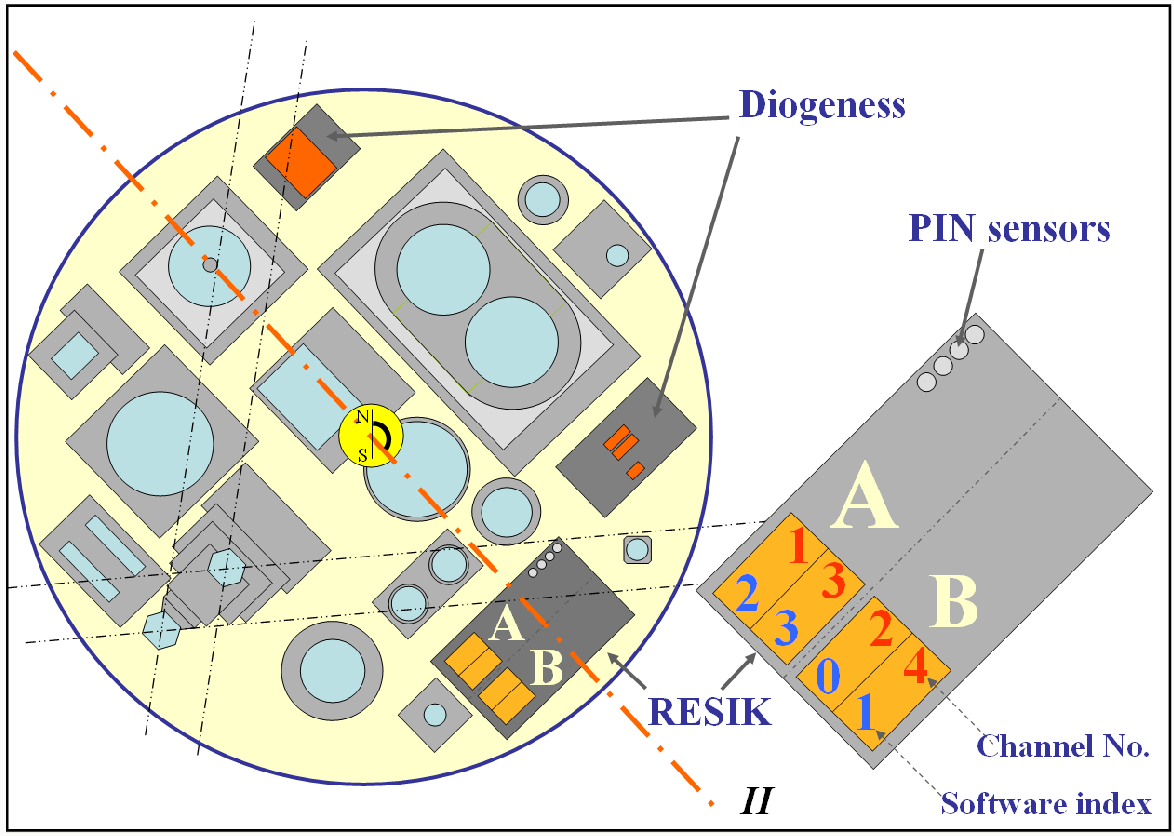 Diogeness
PIN sensors
N
S
A
B
A
B
1
3
2
3
2
4
0
1
RESIK
Channel No.
Software index
II